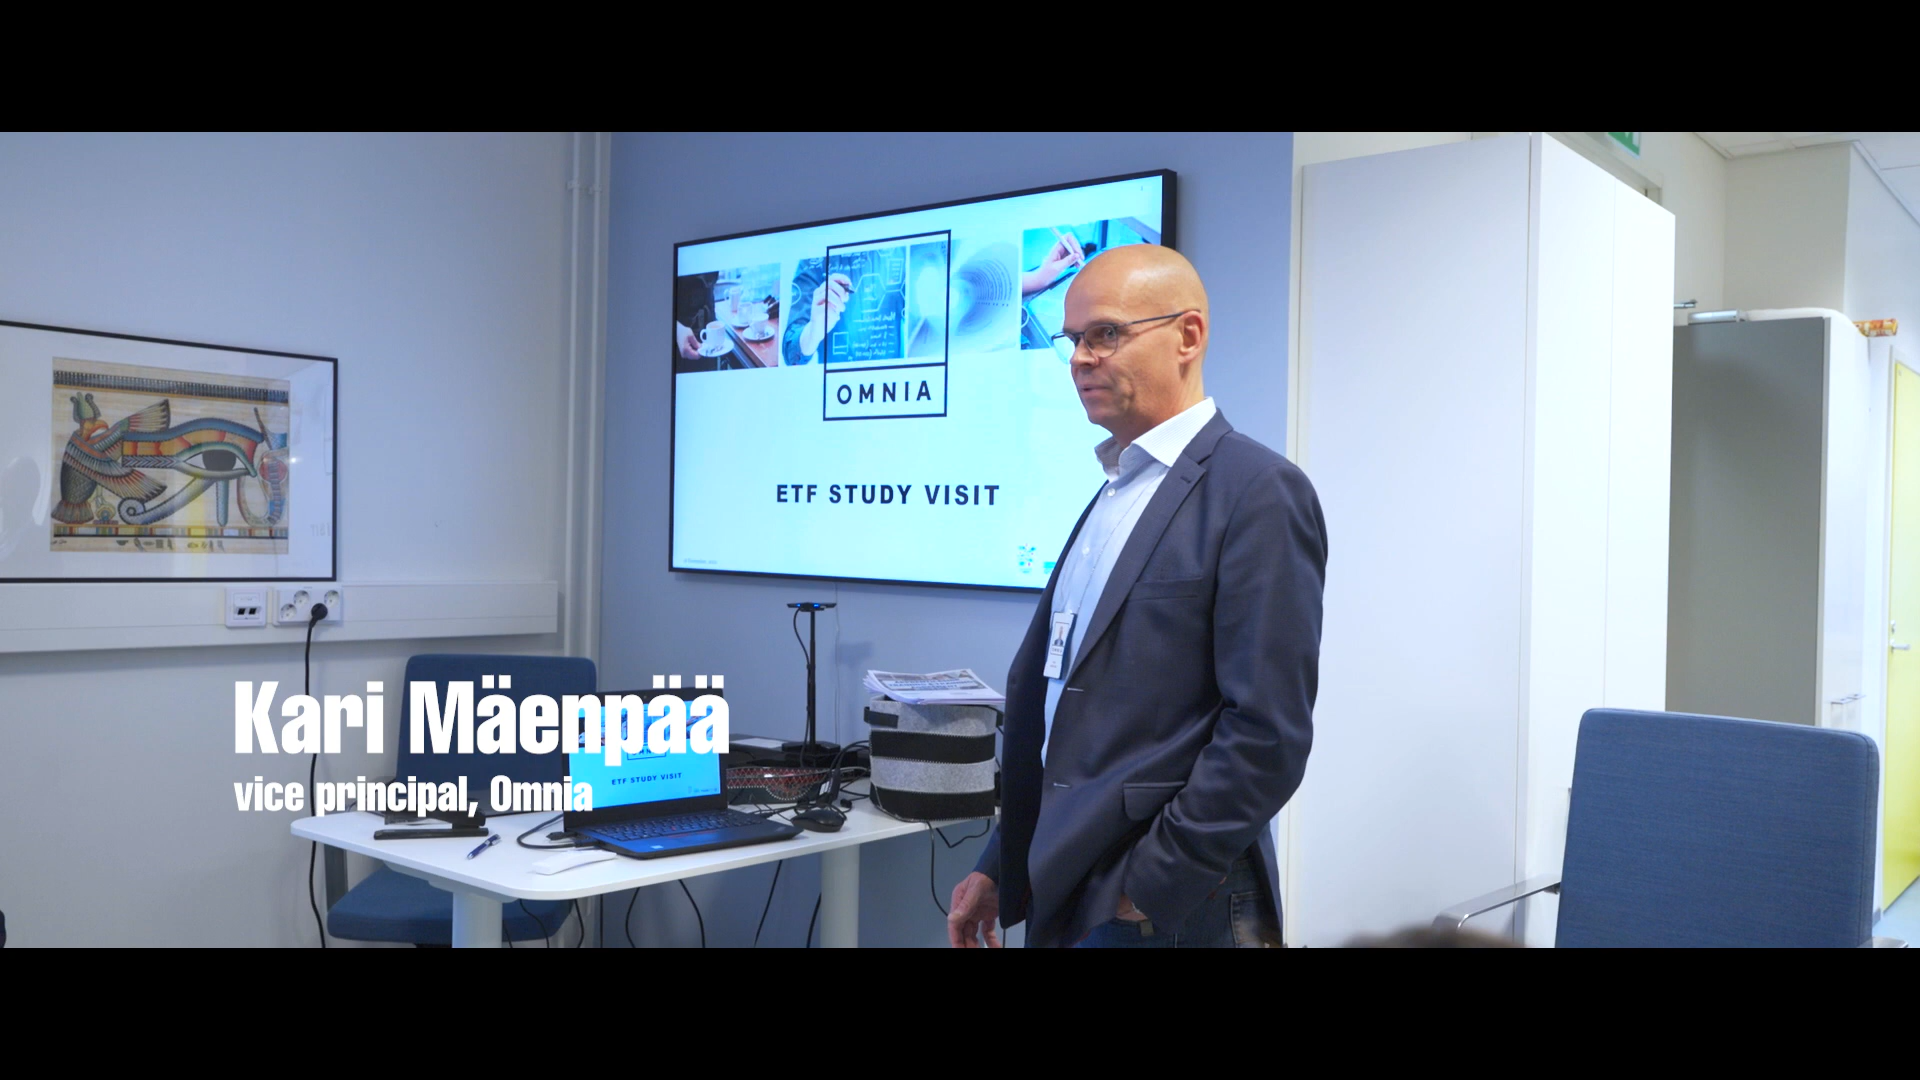 OMNIA
ETF STUDY VISIT
Kari Mäenpää
vice principal, Omnia
ETF STUDY VISIT